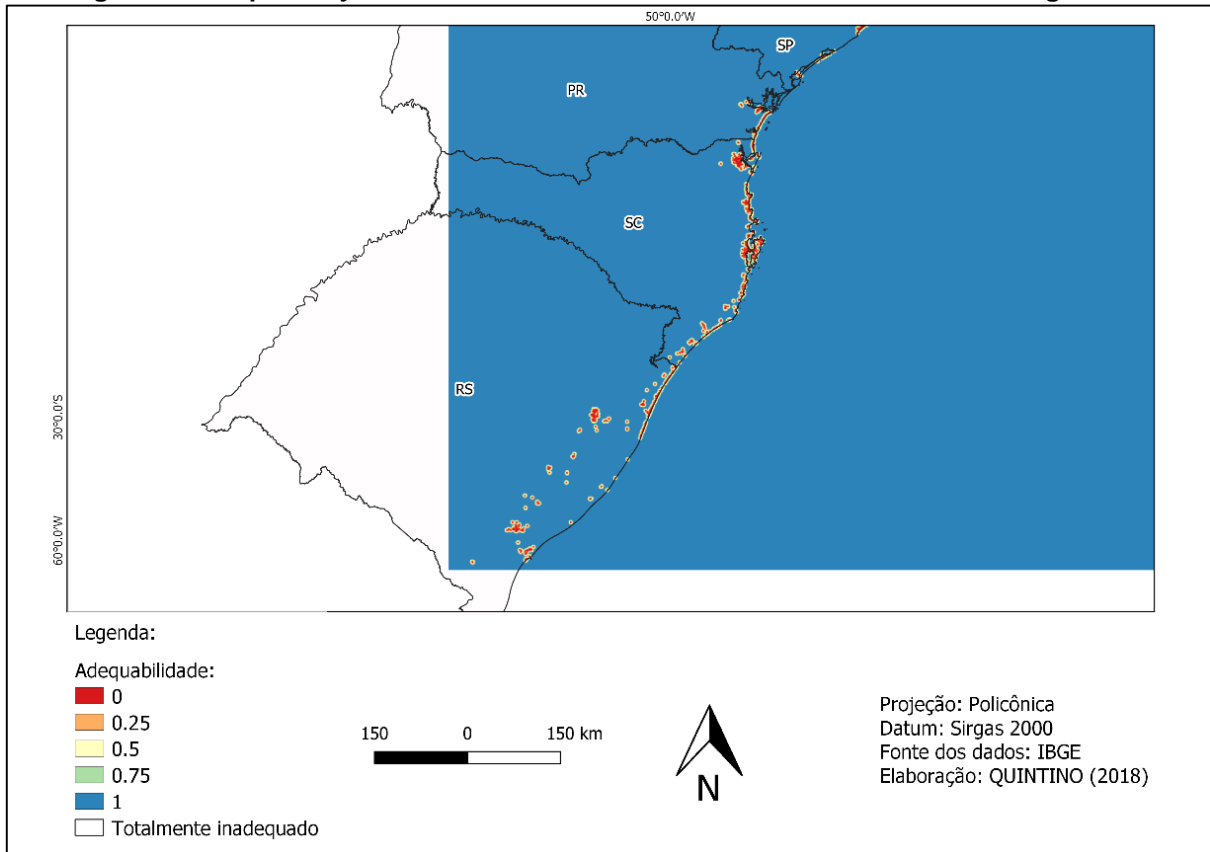 50°0.0'W
SP
PR
SC
RS
30°0.0'S
60°0.0'W
Legenda:
Adequabilidade:
0
0.25
0.5
0.75
1
Totalmente inadequado
150 0 150 km
N
Projeção: Policônica
Datum: Sirgas 2000
Fonte dos dados: IBGE
Elaboração: QUINTINO (2018)